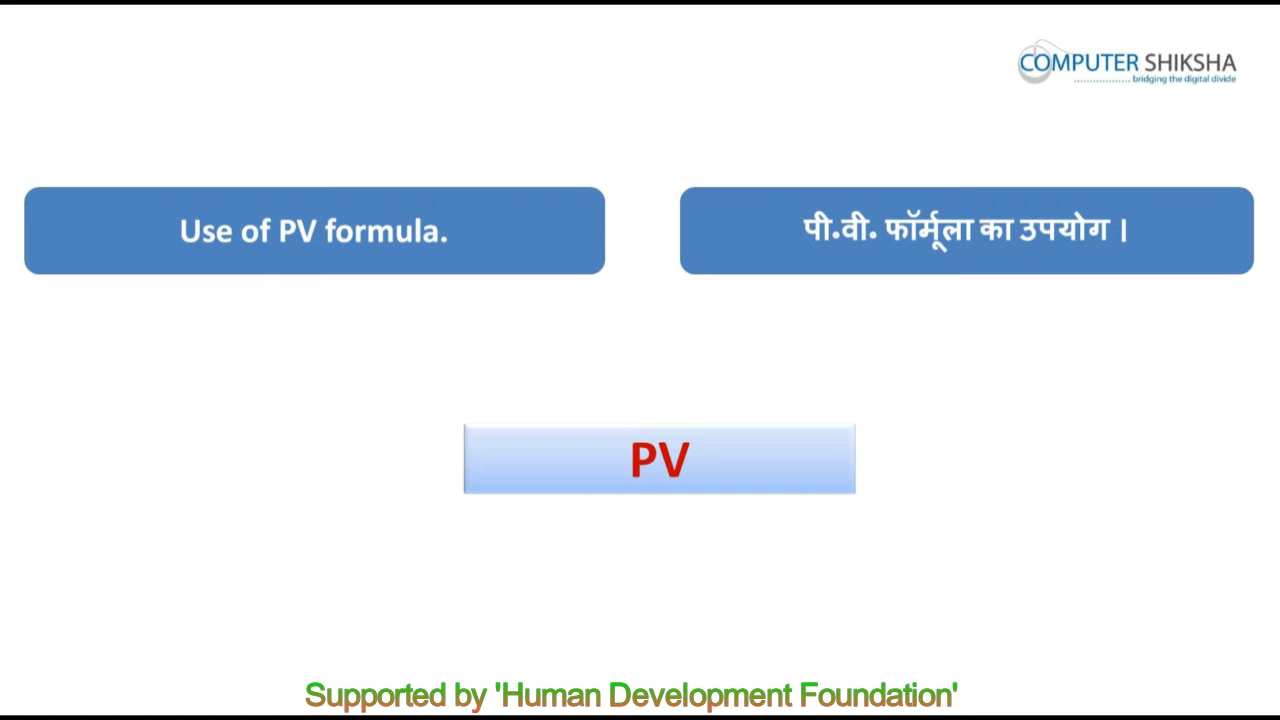 COMPUTER SHIKSHA
bridging the digital divide
Use of PV formula.
पी.वी. फॉर्मूला का उपयोग ।
PV
Supported by 'Human Development Foundation'